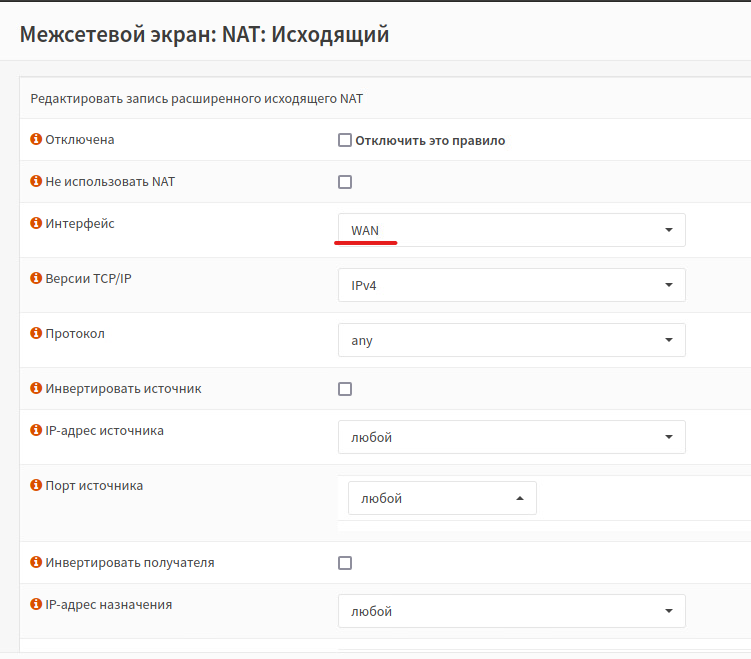 Межсетевой экран: NAT: Исходящий
Редактировать запись расширенного исходящего NAT
Отключена
Отключить это правило
Не использовать NAT
Интерфейс
WAN
Версии TCP/IP
IPv4
Протокол
any
Инвертировать источник
IP-адрес источника
любой
Порт источника
любой
Инвертировать получателя
IP-адрес назначения
любой